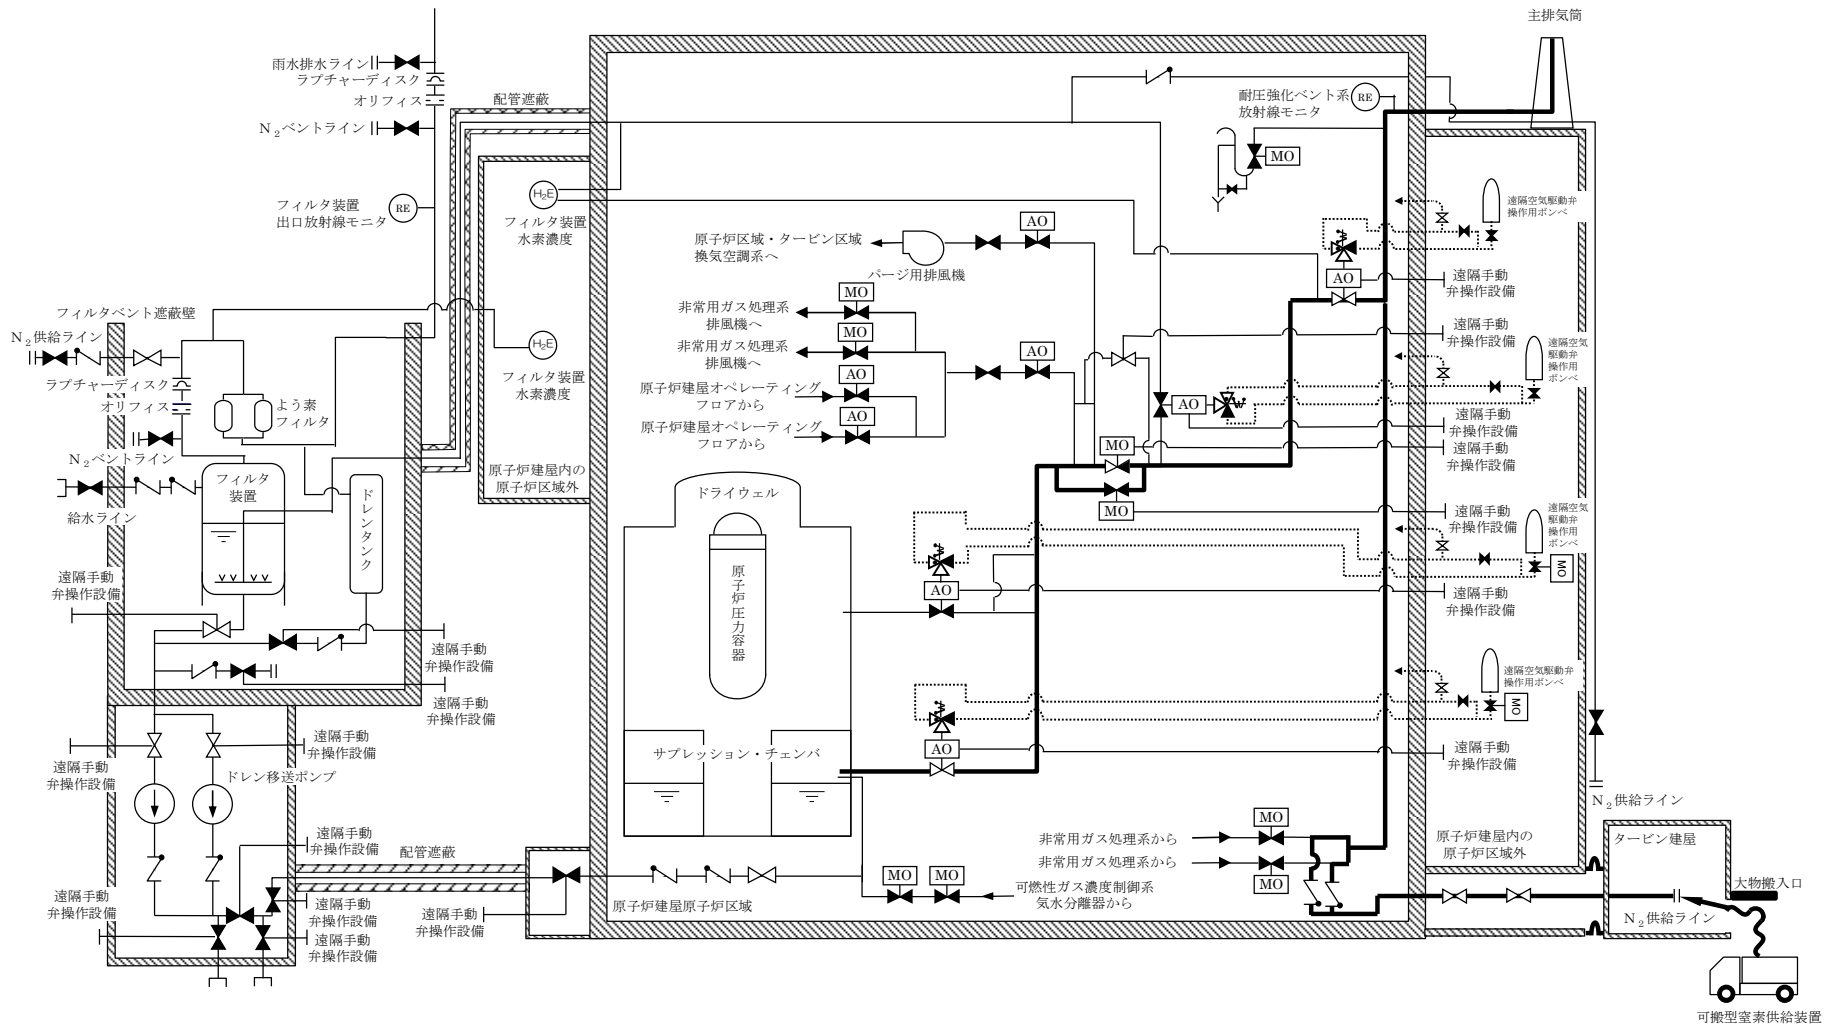 主排気筒
雨水排水ライン
ラプチャーディスク
オリフィス
N₂ベントライン
配管遮蔽
耐圧強化ベント系
放射線モニタ
RE
MO
フィルタ装置
出口放射線モニタ
RE
H₂E
フィルタ装置
水素濃度
原子炉区域・タービン区域
換気空調系へ
パージ用排風機
AO
遠隔空気駆動弁
操作用ボンベ
AO
遠隔手動
弁操作設備
フィルタベント遮蔽壁
N₂供給ライン
ラプチャーディスク
オリフィス
よう素
フィルタ
H₂E
フィルタ装置
水素濃度
非常用ガス処理系
排風機へ
MO
非常用ガス処理系
排風機へ
MO
原子炉建屋オペレーティング
フロアから
AO
原子炉建屋オペレーティング
フロアから
AO
AO
遠隔手動
弁操作設備
遠隔空気
駆動弁
操作用
ボンベ
AO
遠隔手動
弁操作設備
遠隔手動
弁操作設備
MO
MO
遠隔手動
弁操作設備
N₂ベントライン
給水ライン
フィルタ
装置
ドレンタンク
原子炉建屋内の
原子炉区域外
ドライウェル
原子炉圧力容器
遠隔空気
駆動弁
操作用
ボンベ
MO
AO
遠隔手動
弁操作設備
遠隔手動
弁操作設備
遠隔手動
弁操作設備
遠隔手動
弁操作設備
サプレッション・チェンバ
AO
遠隔空気駆動弁
操作用ボンベ
MO
遠隔手動
弁操作設備
遠隔手動
弁操作設備
遠隔手動
弁操作設備
ドレン移送ポンプ
遠隔手動
弁操作設備
配管遮蔽
遠隔手動
弁操作設備
遠隔手動
弁操作設備
遠隔手動
弁操作設備
遠隔手動
弁操作設備
原子炉建屋原子炉区域
MO
MO
可燃性ガス濃度制御系
気水分離器から
非常用ガス処理系から
MO
非常用ガス処理系から
MO
原子炉建屋内の
原子炉区域外
N₂供給ライン
タービン建屋
大物搬入口
N₂供給ライン
可搬型窒素供給装置